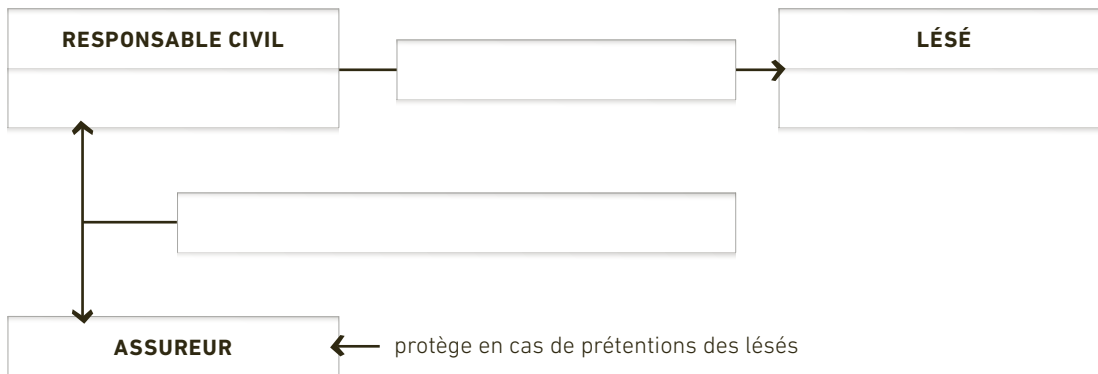 RESPONSABLE CIVIL
LÉSÉ
ASSUREUR
protège en cas de prétentions des lésés